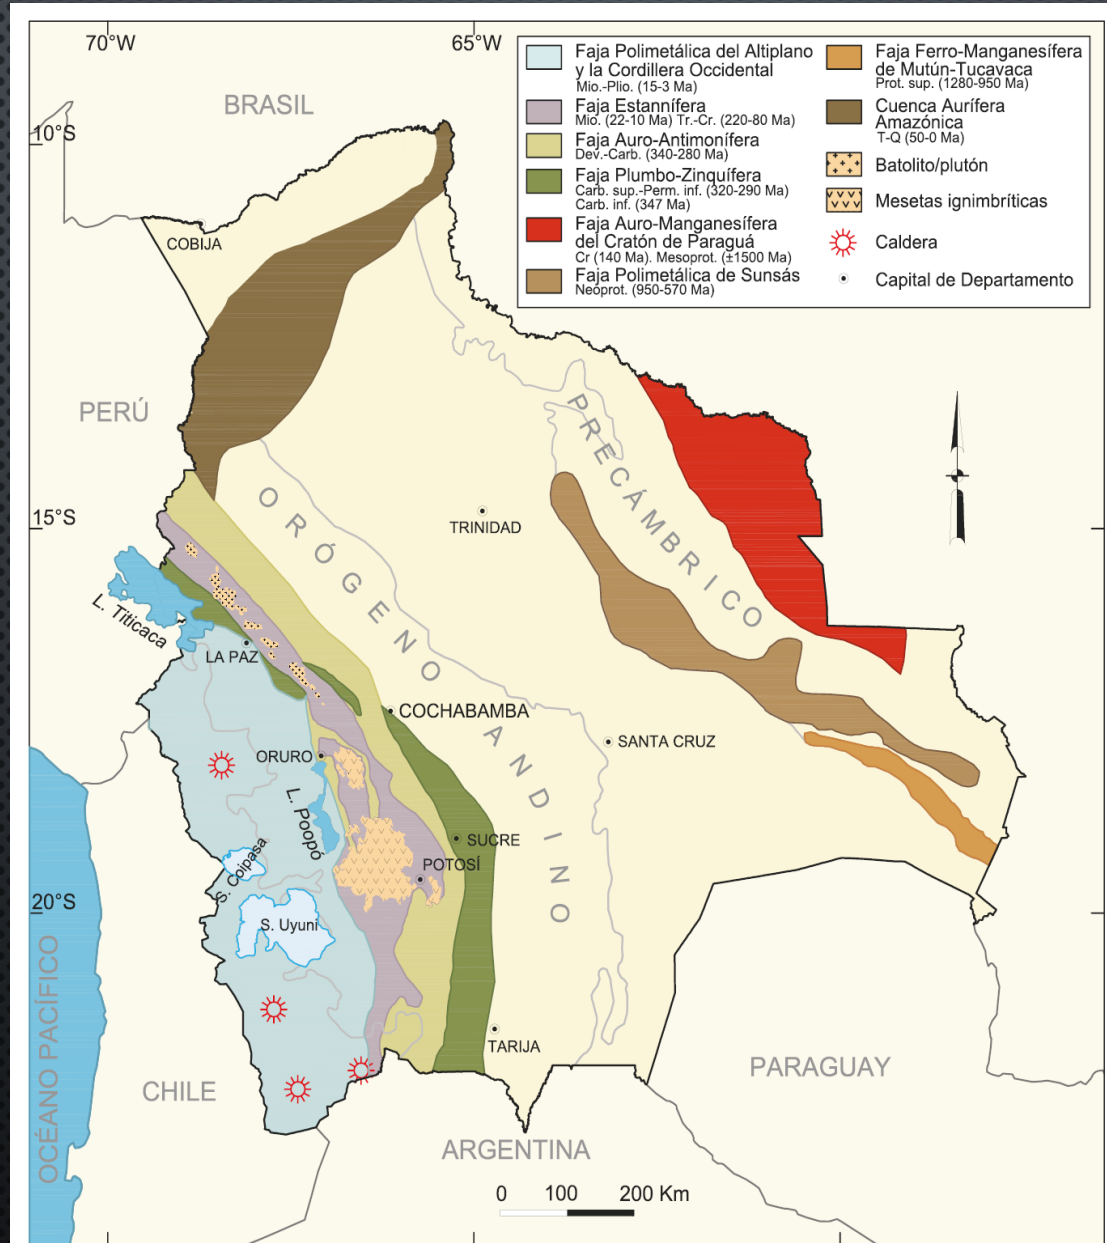 70°W
65°W
Faja Polimetálica del Altiplano
y la Cordillera Occidental
Mio.-Plio. (15-3 Ma)
Faja Estannífera
Mio. (22-10 Ma) Tr.-Cr. (220-80 Ma)
Faja Auro-Antimonífera
Dev.-Carb. (340-280 Ma)
Faja Plumbo-Zinquífera
Carb. sup.-Perm. inf. (320-290 Ma)
Carb. inf. (347 Ma)
Faja Auro-Manganesífera
del Cratón de Paraguá
Cr (140 Ma). Mesoprot. (±1500 Ma)
Faja Polimetálica de Sunsás
Neoprot. (950-570 Ma)
Faja Ferro-Manganesífera
de Mutún-Tucavaca
Prot. sup. (1280-950 Ma)
Cuenca Aurífera
Amazónica
T-Q (50-0 Ma)
Batolito/plutón
Mesetas ignimbríticas
Caldera
Capital de Departamento
BRASIL
10°S
COBIJA
PERÚ
PRECÁMBRICO
ORÓGENO ANDINO
15°S
TRINIDAD
L. Titicaca
LA PAZ
COCHABAMBA
SANTA CRUZ
ORURO
L. Poopó
SUCRE
POTOSÍ
S. Coipasa
20°S
S. Uyuni
OCÉANO PACÍFICO
TARIJA
CHILE
PARAGUAY
ARGENTINA
0 100 200 Km